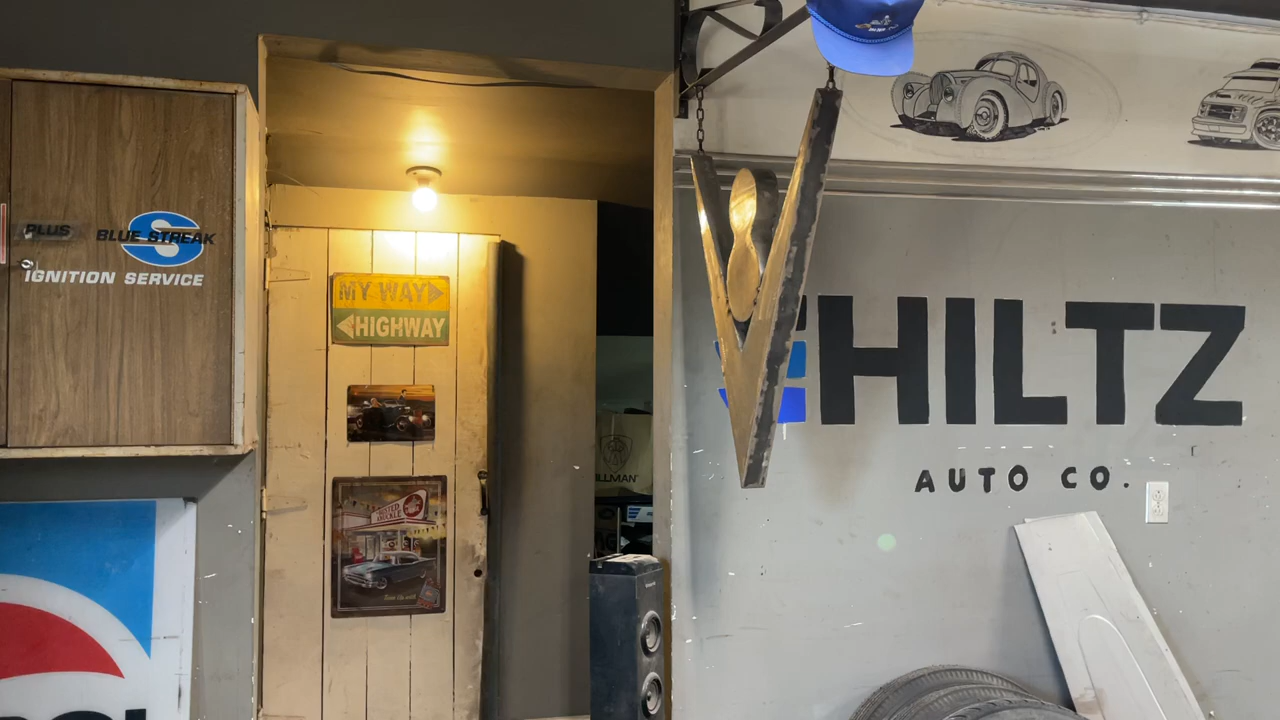 PLUS
BLUE STREAK
IGNITION SERVICE
MY WAY
HIGHWAY
HILTZ
AUTO CO.